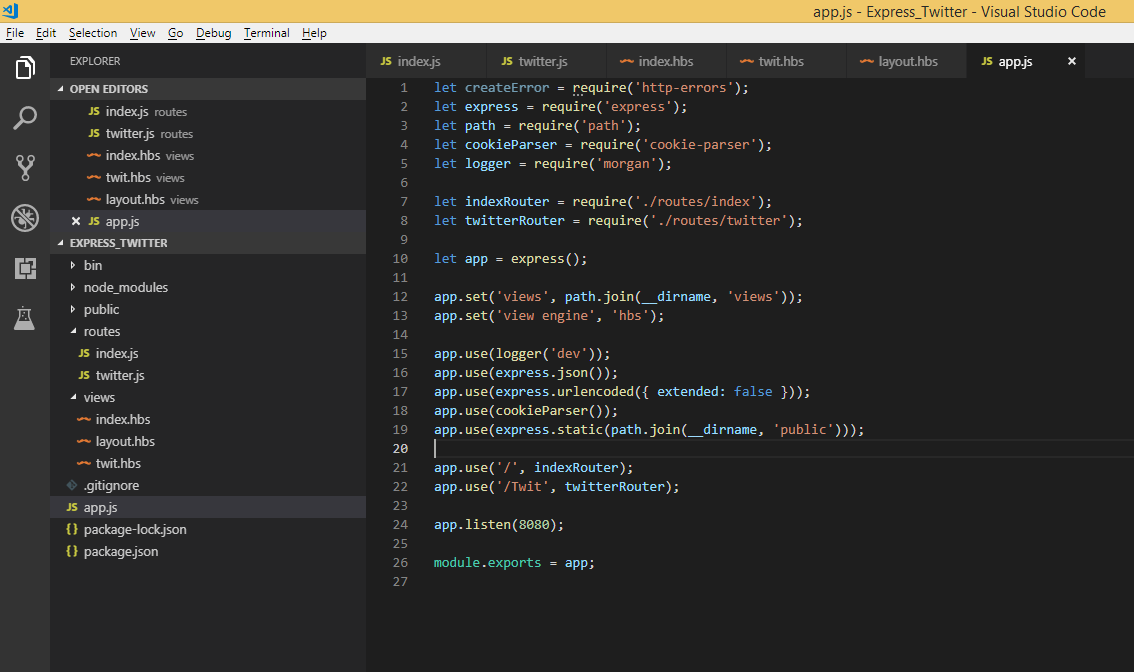 app.js - Express_Twitter - Visual Studio Code
File Edit Selection View Go Debug Terminal Help
EXPLORER
OPEN EDITORS
JS index.js routes
JS twitter.js routes
index.hbs views
twit.hbs views
layout.hbs views
× JS app.js
EXPRESS_TWITTER
bin
node_modules
public
routes
JS index.js
JS twitter.js
views
index.hbs
layout.hbs
twit.hbs
.gitignore
JS app.js
{} package-lock.json
{} package.json
JS index.js JS twitter.js index.hbs twit.hbs layout.hbs JS app.js ×
1 let createError = require('http-errors');
2 let express = require('express');
3 let path = require('path');
4 let cookieParser = require('cookie-parser');
5 let logger = require('morgan');
6
7 let indexRouter = require('./routes/index');
8 let twitterRouter = require('./routes/twitter');
9
10 let app = express();
11
12 app.set('views', path.join(__dirname, 'views'));
13 app.set('view engine', 'hbs');
14
15 app.use(logger('dev'));
16 app.use(express.json());
17 app.use(express.urlencoded({ extended: false }));
18 app.use(cookieParser());
19 app.use(express.static(path.join(__dirname, 'public')));
20
21 app.use('/', indexRouter);
22 app.use('/Twit', twitterRouter);
23
24 app.listen(8080);
25
26 module.exports = app;
27